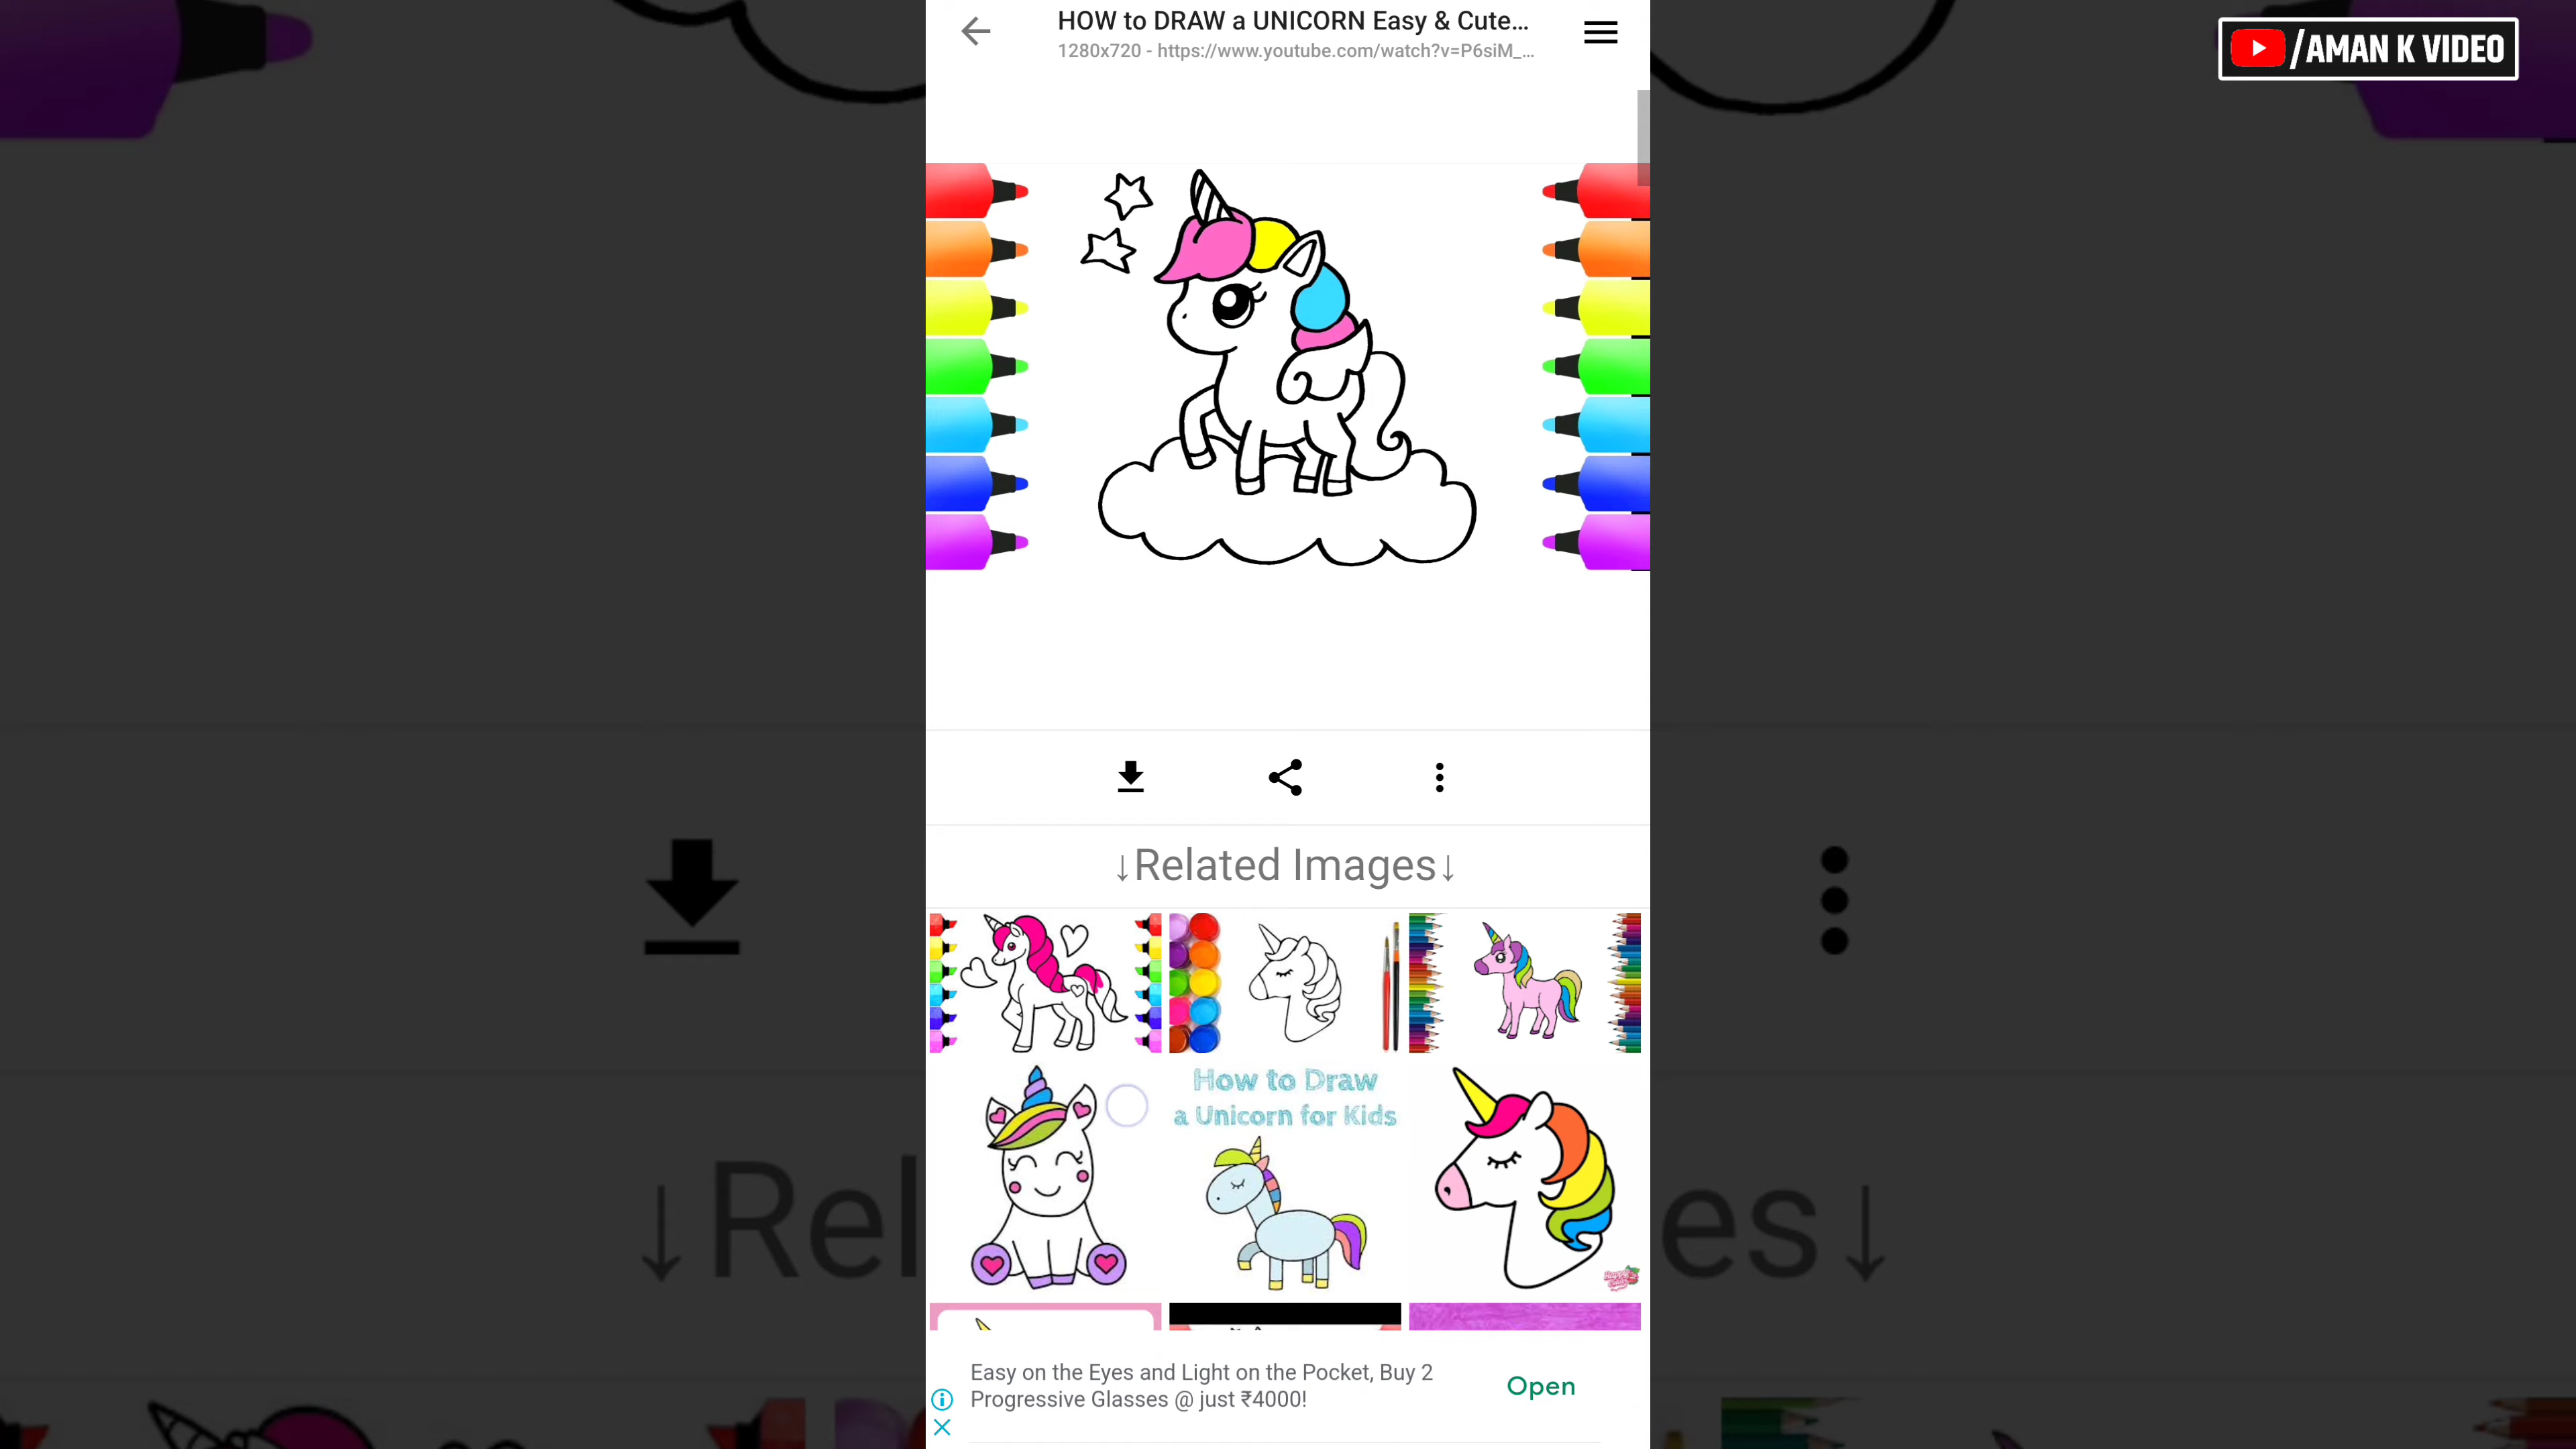 HOW to DRAW a UNICORN Easy & Cute...
1280x720 - https://www.youtube.com/watch?v=P6siM_...
/AMAN K VIDEO
↓Related Images↓
How to Draw
a Unicorn for Kids
Easy on the Eyes and Light on the Pocket, Buy 2
Progressive Glasses @ just ₹4000!
Open
↓Rel
es↓